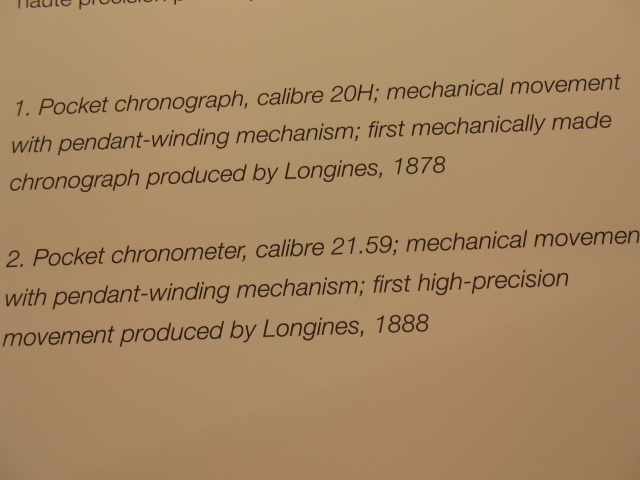 haute précision
1. Pocket chronograph, calibre 20H; mechanical movement
with pendant-winding mechanism; first mechanically made
chronograph produced by Longines, 1878
2. Pocket chronometer, calibre 21.59; mechanical movemen
with pendant-winding mechanism; first high-precision
movement produced by Longines, 1888